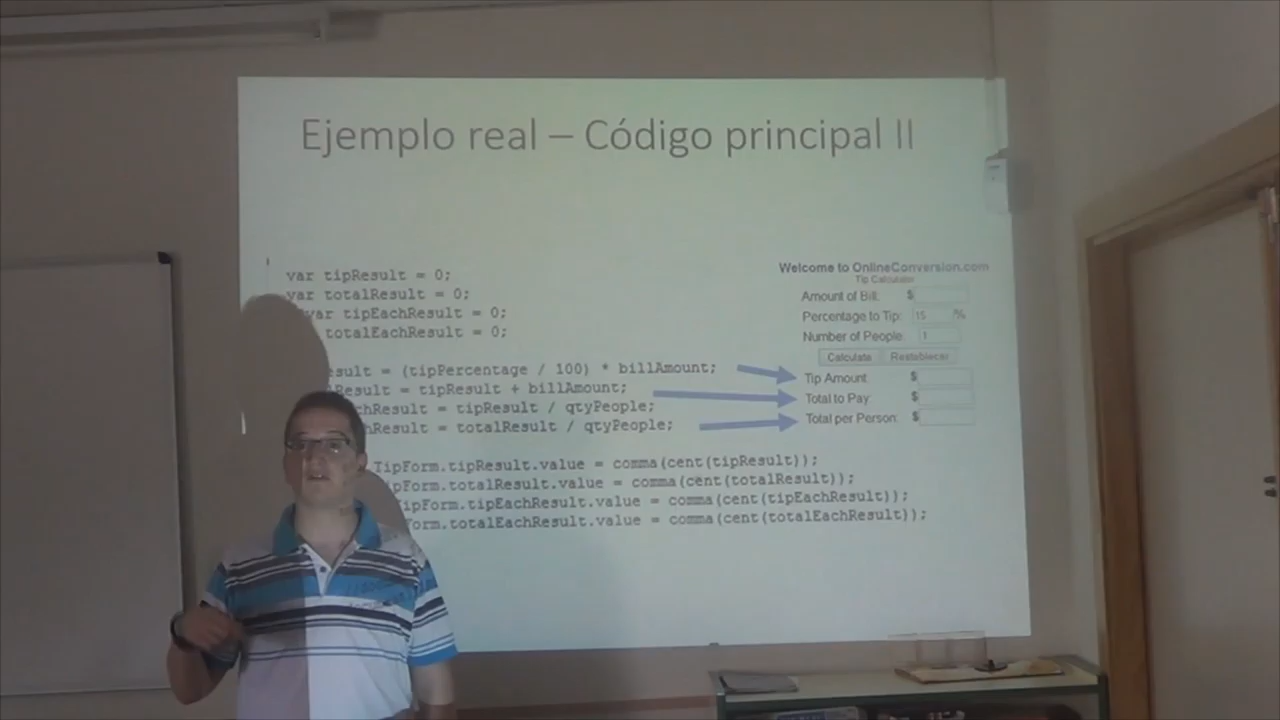 Ejemplo real – Código principal II
var tipResult = 0;
var totalResult = 0;
var tipEachResult = 0;
totalEachResult = 0;
sult = (tipPercentage / 100) * billAmount;
Result = tipResult + billAmount;
chResult = tipResult / qtyPeople;
chResult = totalResult / qtyPeople;
TipForm.tipResult.value = comma(cent(tipResult));
ipForm.totalResult.value = comma(cent(totalResult));
ipForm.tipEachResult.value = comma(cent(tipEachResult));
Form.totalEachResult.value = comma(cent(totalEachResult));
Welcome to OnlineConversion.com
Tip Calculator
Amount of Bill: $
Percentage to Tip: 15 %
Number of People: 1
Calculate Restablecer
Tip Amount: $
Total to Pay: $
Total per Person: $